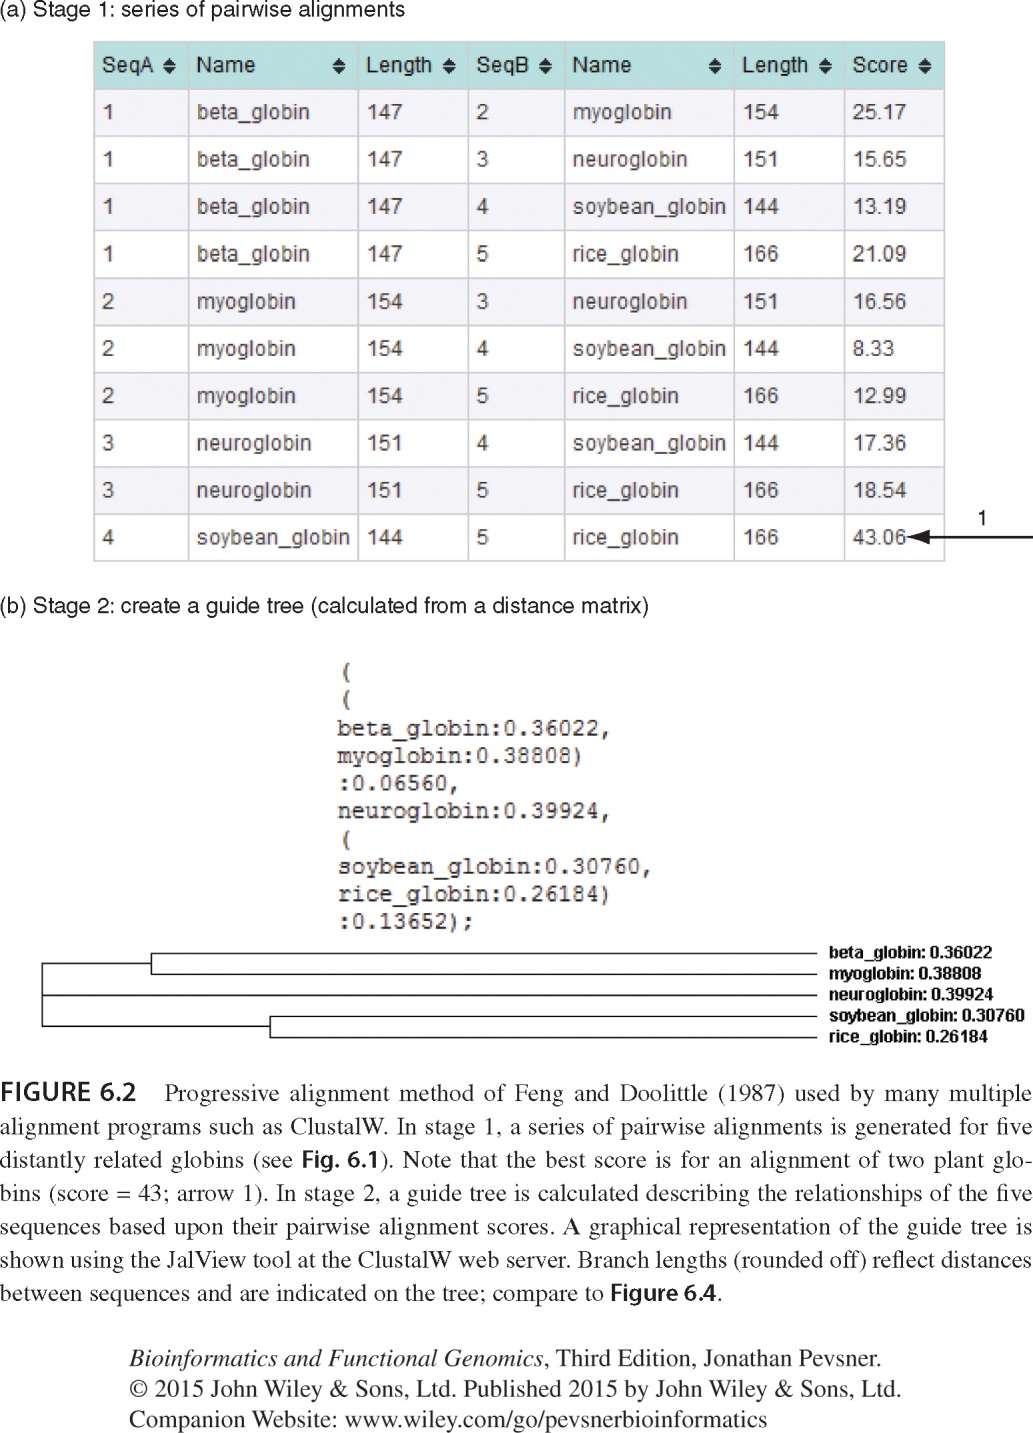 (a) Stage 1: series of pairwise alignments
SeqA Name Length SeqB Name Length Score
1 beta_globin 147 2 myoglobin 154 25.17
1 beta_globin 147 3 neuroglobin 151 15.65
1 beta_globin 147 4 soybean_globin 144 13.19
1 beta_globin 147 5 rice_globin 166 21.09
2 myoglobin 154 3 neuroglobin 151 16.56
2 myoglobin 154 4 soybean_globin 144 8.33
2 myoglobin 154 5 rice_globin 166 12.99
3 neuroglobin 151 4 soybean_globin 144 17.36
3 neuroglobin 151 5 rice_globin 166 18.54
4 soybean_globin 144 5 rice_globin 166 43.06
1
(b) Stage 2: create a guide tree (calculated from a distance matrix)
(
(
beta_globin:0.36022,
myoglobin:0.38808)
:0.06560,
neuroglobin:0.39924,
(
soybean_globin:0.30760,
rice_globin:0.26184)
:0.13652);
beta_globin: 0.36022
myoglobin: 0.38808
neuroglobin: 0.39924
soybean_globin: 0.30760
rice_globin: 0.26184
FIGURE 6.2 Progressive alignment method of Feng and Doolittle (1987) used by many multiple
alignment programs such as ClustalW. In stage 1, a series of pairwise alignments is generated for five
distantly related globins (see Fig. 6.1). Note that the best score is for an alignment of two plant glo-
bins (score = 43; arrow 1). In stage 2, a guide tree is calculated describing the relationships of the five
sequences based upon their pairwise alignment scores. A graphical representation of the guide tree is
shown using the JalView tool at the ClustalW web server. Branch lengths (rounded off) reflect distances
between sequences and are indicated on the tree; compare to Figure 6.4.
Bioinformatics and Functional Genomics, Third Edition, Jonathan Pevsner.
© 2015 John Wiley & Sons, Ltd. Published 2015 by John Wiley & Sons, Ltd.
Companion Website: www.wiley.com/go/pevsnerbioinformatics